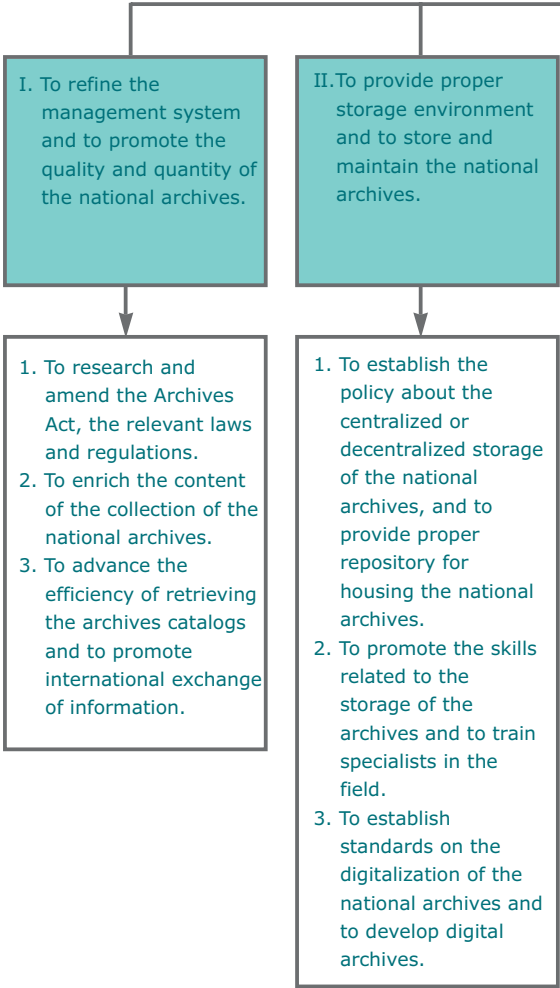 I. To refine the
management system
and to promote the
quality and quantity of
the national archives.
1. To research and
amend the Archives
Act, the relevant laws
and regulations.
2. To enrich the content
of the collection of the
national archives.
3. To advance the
efficiency of retrieving
the archives catalogs
and to promote
international exchange
of information.
II.To provide proper
storage environment
and to store and
maintain the national
archives.
1. To establish the
policy about the
centralized or
decentralized storage
of the national
archives, and to
provide proper
repository for
housing the national
archives.
2. To promote the skills
related to the
storage of the
archives and to train
specialists in the
field.
3. To establish
standards on the
digitalization of the
national archives and
to develop digital
archives.